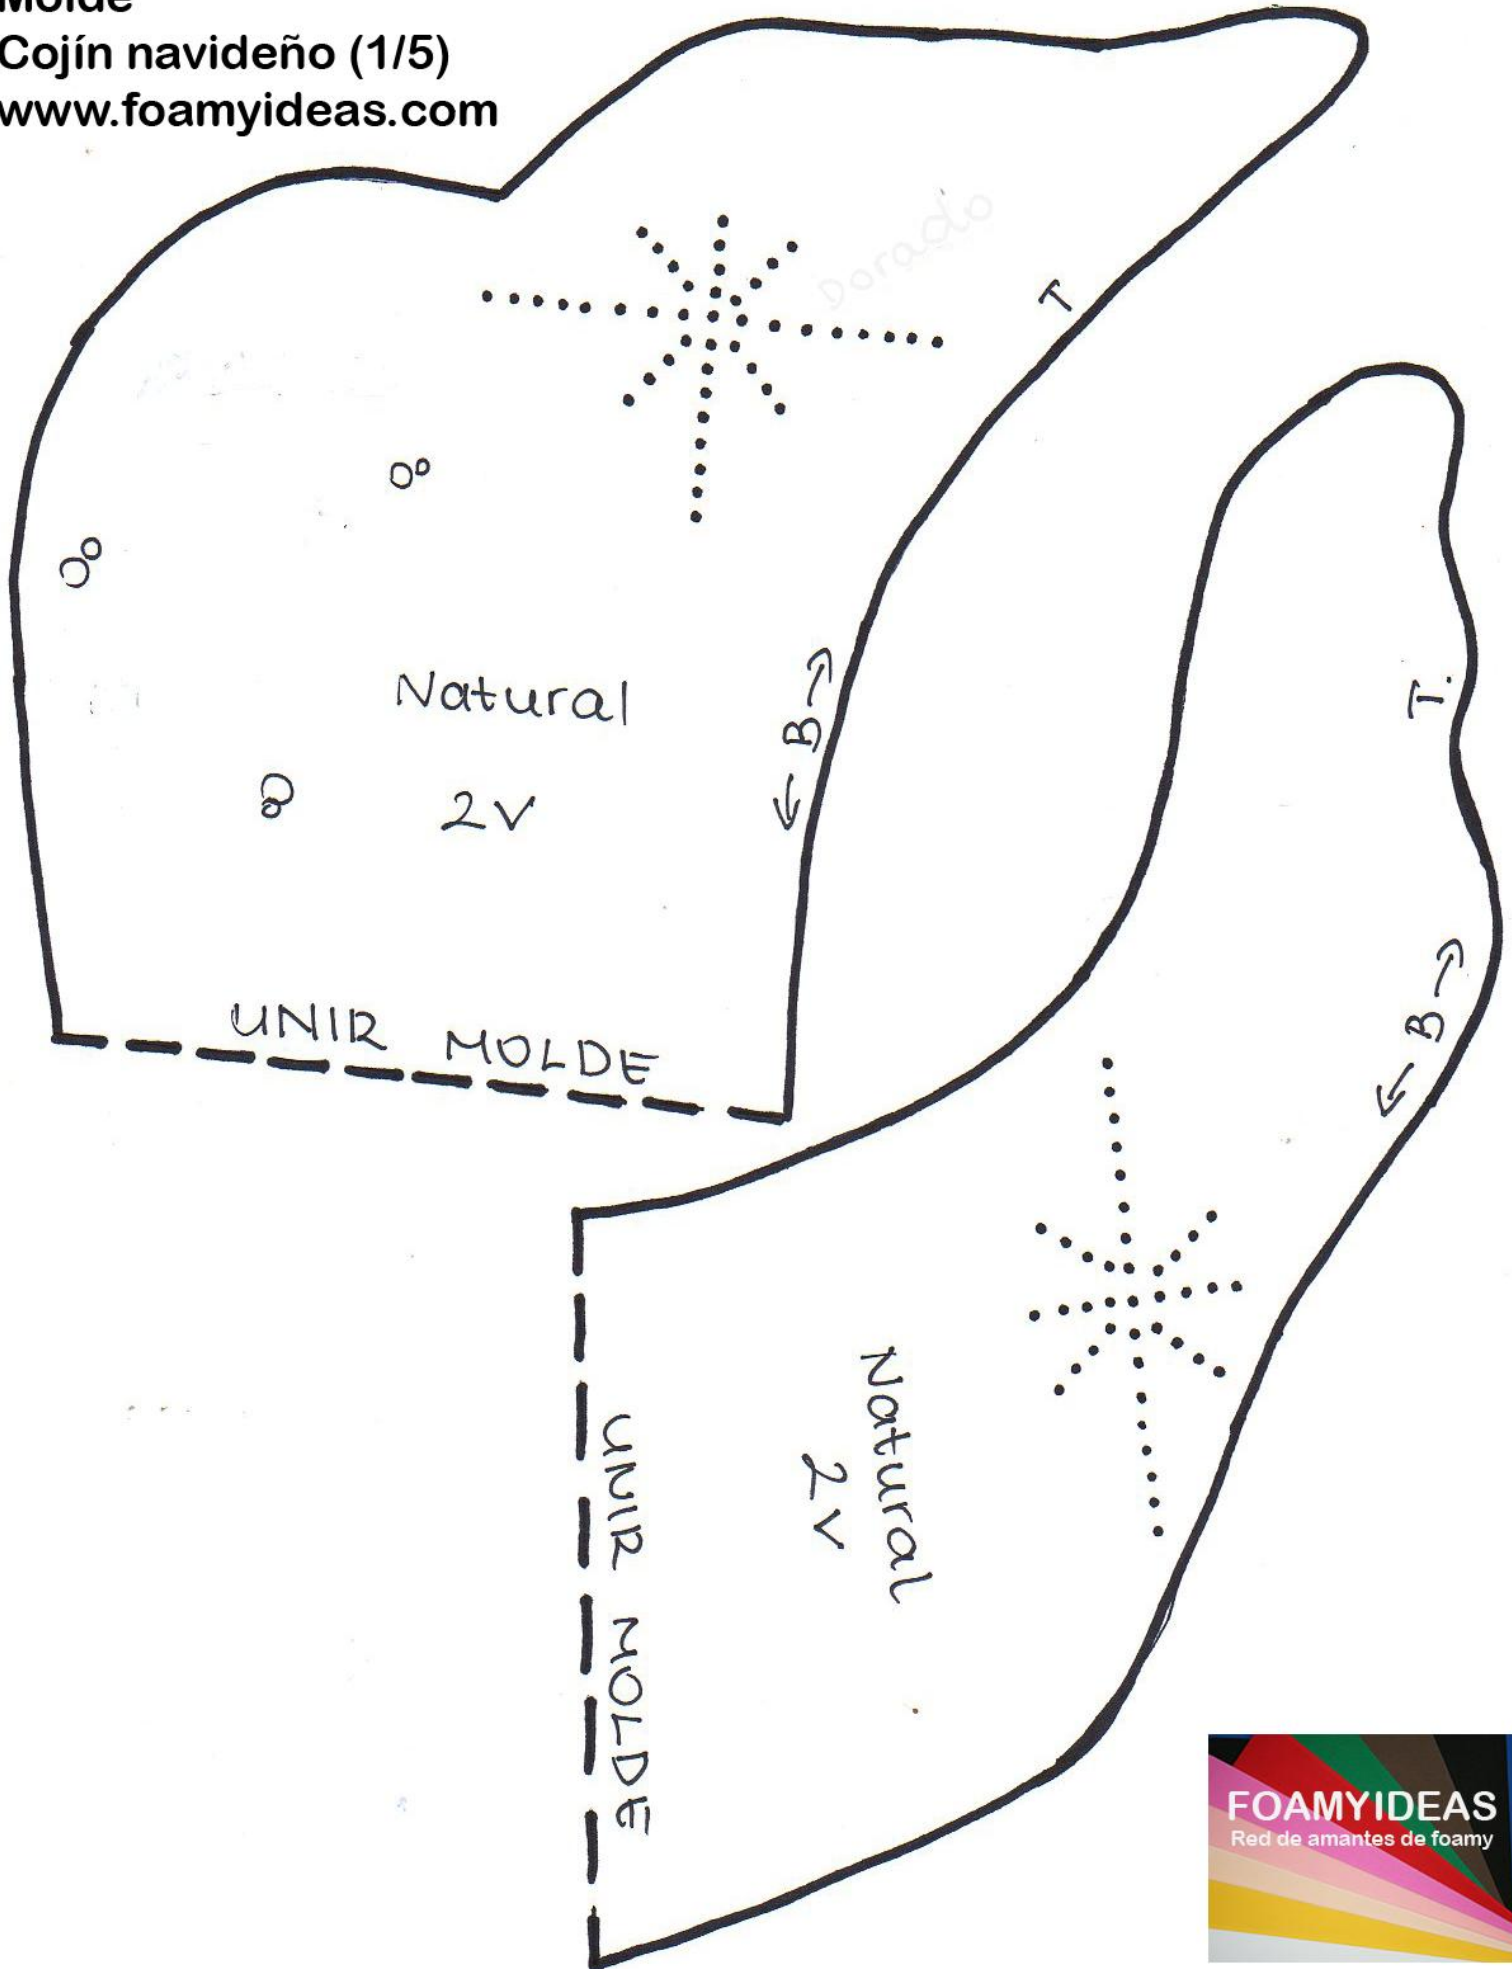 Molde
Cojín navideño (1/5)
www.foamyideas.com
Dorado
T
Natural
2V
← B →
UNIR MOLDE
T.
← B →
Natural
2V
UNIR MOLDE
FOAMYIDEAS
Red de amantes de foamy